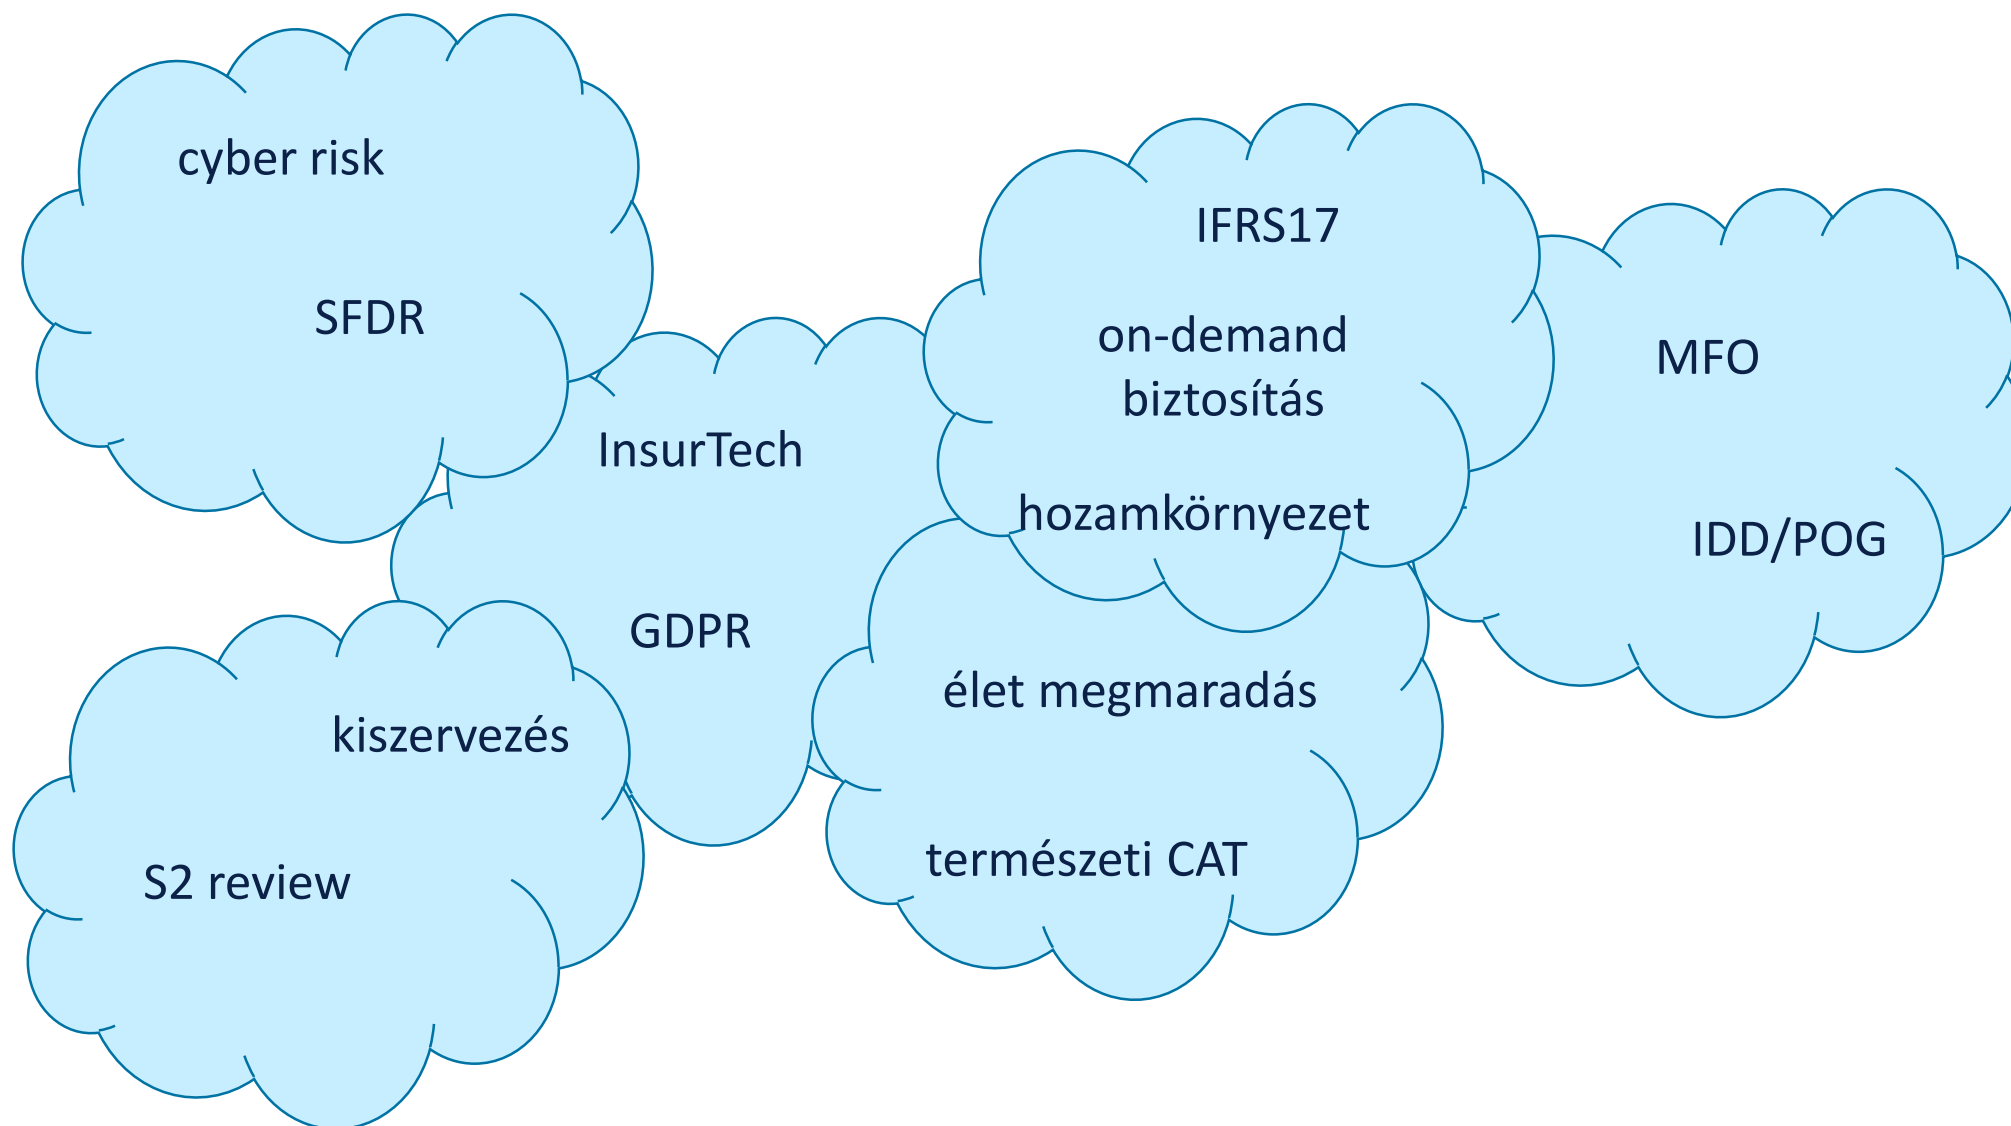 cyber risk
SFDR
InsurTech
GDPR
kiszervezés
S2 review
IFRS17
on-demand
biztosítás
hozamkörnyezet
élet megmaradás
természeti CAT
MFO
IDD/POG